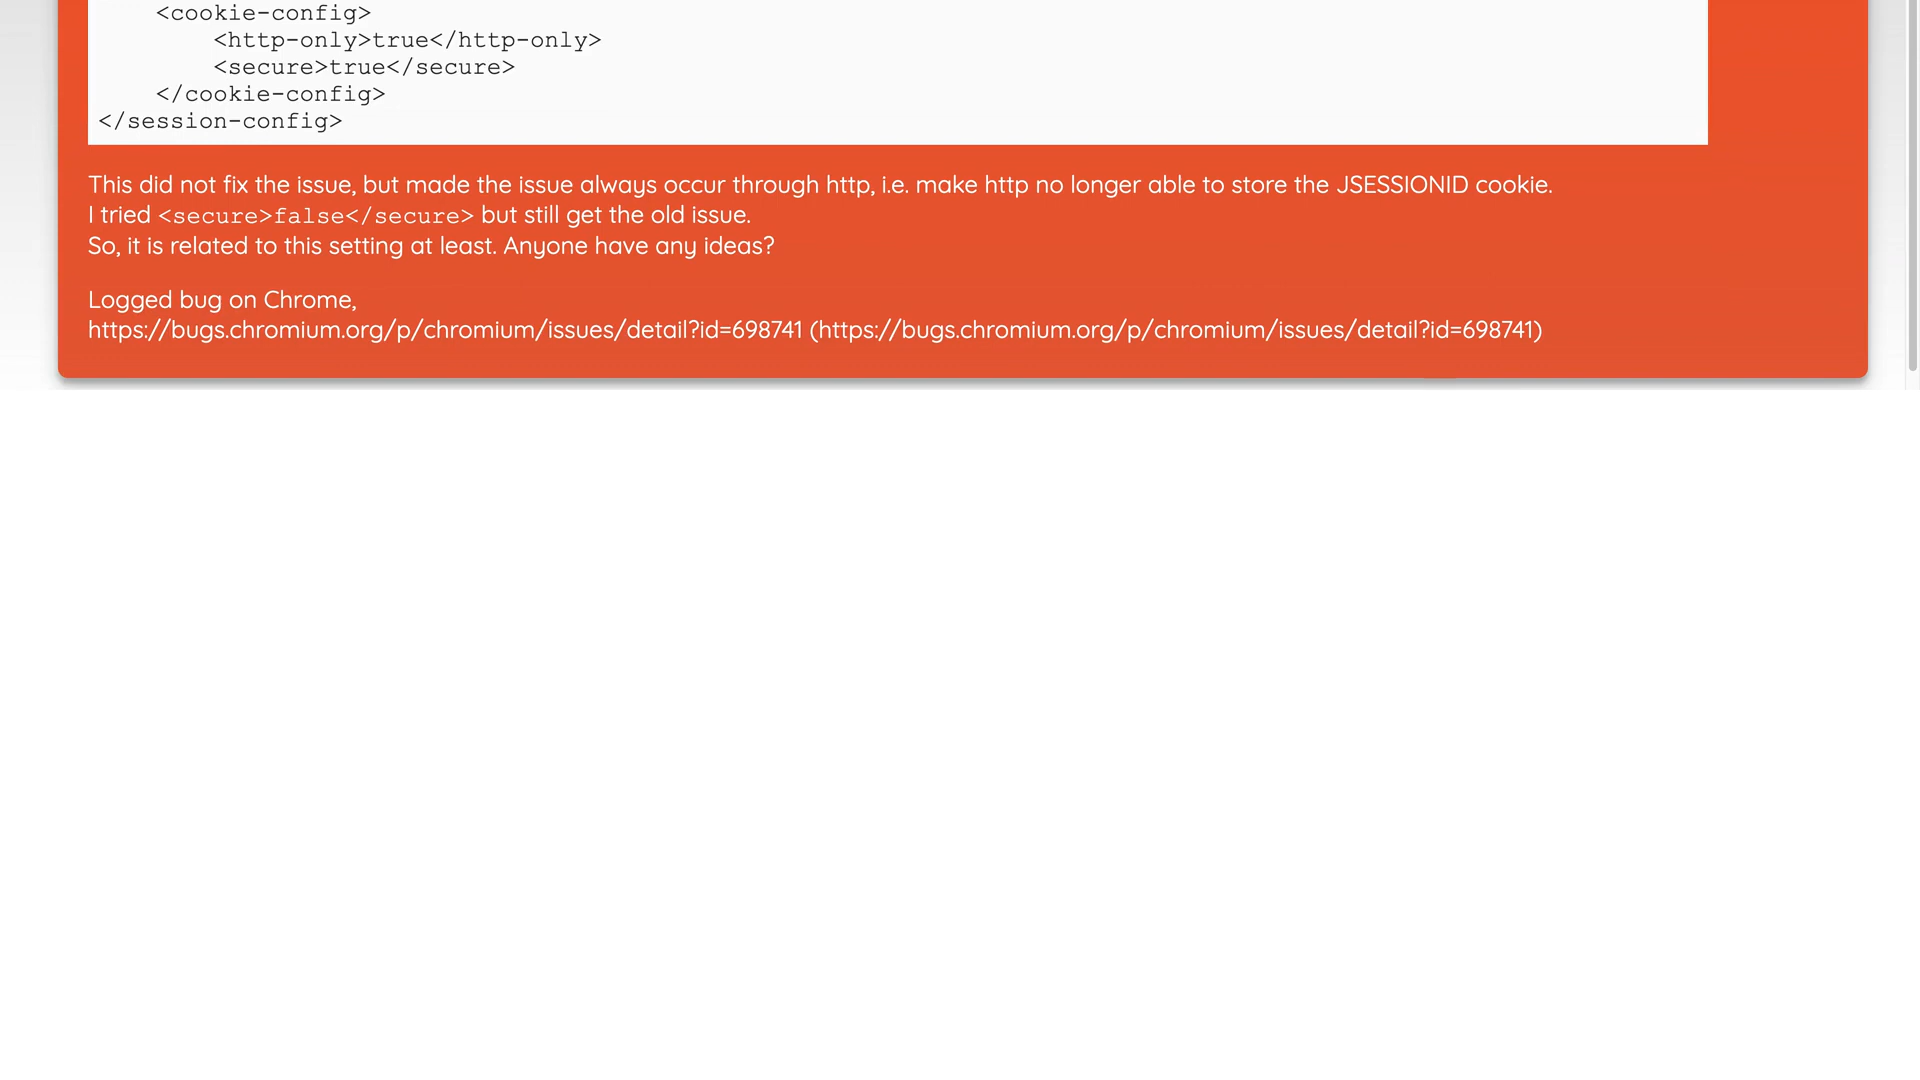 <cookie-config>
<http-only>true</http-only>
<secure>true</secure>
</cookie-config>
</session-config>
This did not fix the issue, but made the issue always occur through http, i.e. make http no longer able to store the JSESSIONID cookie.
I tried <secure>false</secure> but still get the old issue.
So, it is related to this setting at least. Anyone have any ideas?
Logged bug on Chrome,
https://bugs.chromium.org/p/chromium/issues/detail?id=698741 (https://bugs.chromium.org/p/chromium/issues/detail?id=698741)